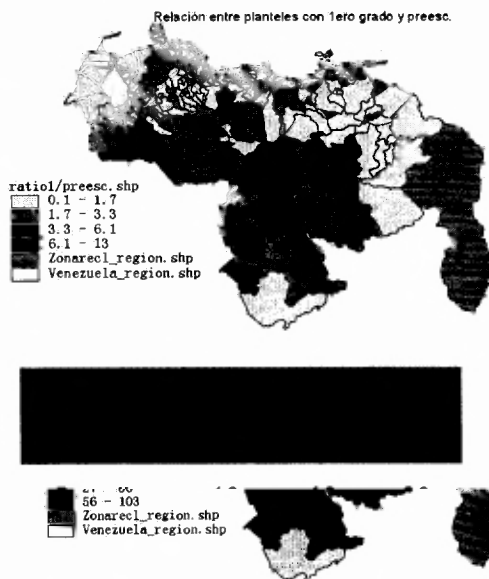 Relación entre planteles con 1ero grado y preesc.
ratio1/preesc.shp
0.1 - 1.7
1.7 - 3.3
3.3 - 6.1
6.1 - 13
Zonarecl_region.shp
Venezuela_region.shp
56 - 103
Zonarecl_region.shp
Venezuela_region.shp